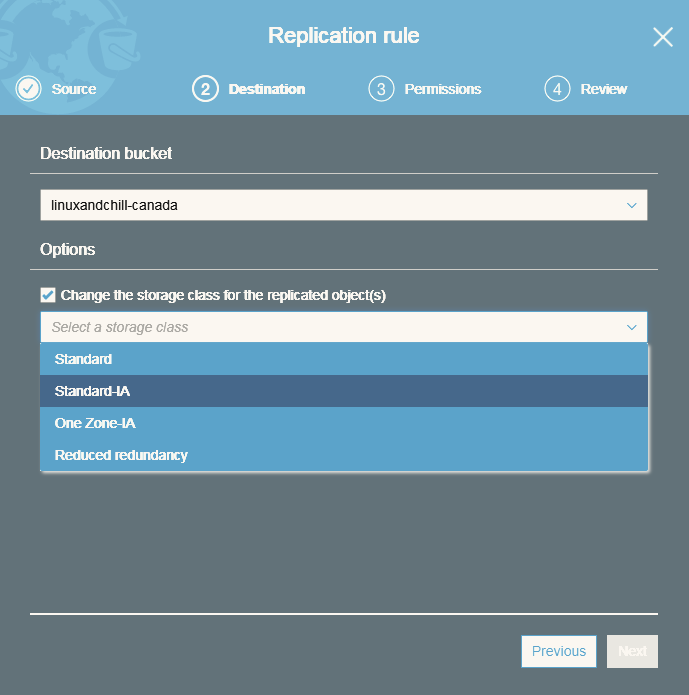 Replication rule
Source
2 Destination
3 Permissions
4 Review
Destination bucket
linuxandchill-canada
Options
Change the storage class for the replicated object(s)
Select a storage class
Standard
Standard-IA
One Zone-IA
Reduced redundancy
Previous
Next